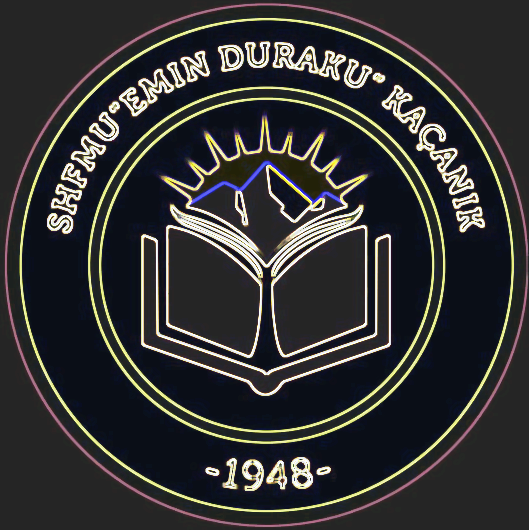 SHFMU"EMIN DURAKU" KAÇANIK
-1948-